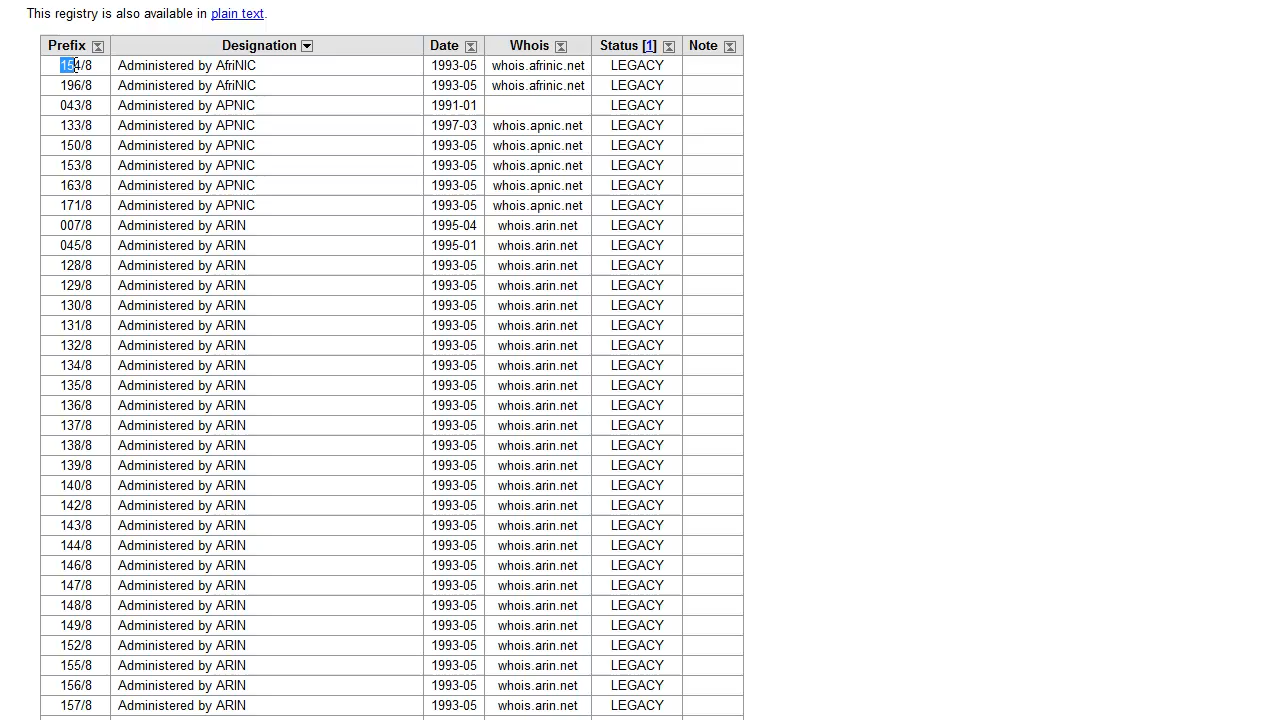 This registry is also available in plain text.
Prefix Designation Date Whois Status [1] Note
154/8 Administered by AfriNIC 1993-05 whois.afrinic.net LEGACY
196/8 Administered by AfriNIC 1993-05 whois.afrinic.net LEGACY
043/8 Administered by APNIC 1991-01 LEGACY
133/8 Administered by APNIC 1997-03 whois.apnic.net LEGACY
150/8 Administered by APNIC 1993-05 whois.apnic.net LEGACY
153/8 Administered by APNIC 1993-05 whois.apnic.net LEGACY
163/8 Administered by APNIC 1993-05 whois.apnic.net LEGACY
171/8 Administered by APNIC 1993-05 whois.apnic.net LEGACY
007/8 Administered by ARIN 1995-04 whois.arin.net LEGACY
045/8 Administered by ARIN 1995-01 whois.arin.net LEGACY
128/8 Administered by ARIN 1993-05 whois.arin.net LEGACY
129/8 Administered by ARIN 1993-05 whois.arin.net LEGACY
130/8 Administered by ARIN 1993-05 whois.arin.net LEGACY
131/8 Administered by ARIN 1993-05 whois.arin.net LEGACY
132/8 Administered by ARIN 1993-05 whois.arin.net LEGACY
134/8 Administered by ARIN 1993-05 whois.arin.net LEGACY
135/8 Administered by ARIN 1993-05 whois.arin.net LEGACY
136/8 Administered by ARIN 1993-05 whois.arin.net LEGACY
137/8 Administered by ARIN 1993-05 whois.arin.net LEGACY
138/8 Administered by ARIN 1993-05 whois.arin.net LEGACY
139/8 Administered by ARIN 1993-05 whois.arin.net LEGACY
140/8 Administered by ARIN 1993-05 whois.arin.net LEGACY
142/8 Administered by ARIN 1993-05 whois.arin.net LEGACY
143/8 Administered by ARIN 1993-05 whois.arin.net LEGACY
144/8 Administered by ARIN 1993-05 whois.arin.net LEGACY
146/8 Administered by ARIN 1993-05 whois.arin.net LEGACY
147/8 Administered by ARIN 1993-05 whois.arin.net LEGACY
148/8 Administered by ARIN 1993-05 whois.arin.net LEGACY
149/8 Administered by ARIN 1993-05 whois.arin.net LEGACY
152/8 Administered by ARIN 1993-05 whois.arin.net LEGACY
155/8 Administered by ARIN 1993-05 whois.arin.net LEGACY
156/8 Administered by ARIN 1993-05 whois.arin.net LEGACY
157/8 Administered by ARIN 1993-05 whois.arin.net LEGACY